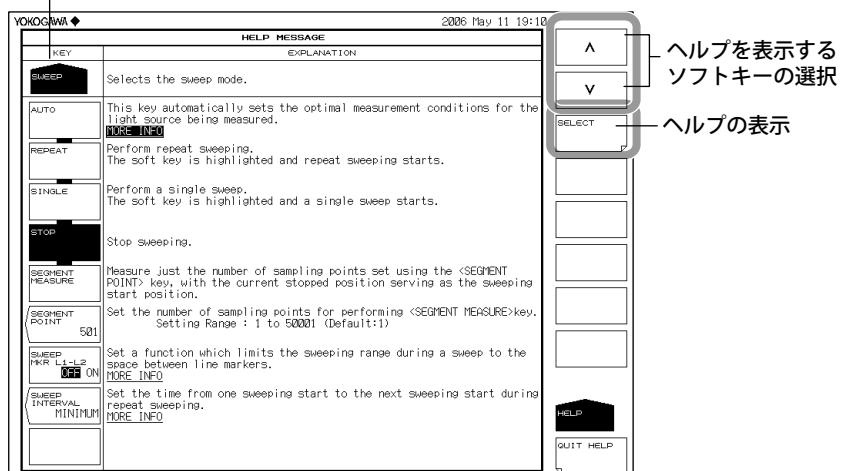 YOKOGAWA ◆ 2006 May 11 19:10
HELP MESSAGE
KEY EXPLANATION
SWEEP
Selects the sweep mode.
AUTO
This key automatically sets the optimal measurement conditions for the
light source being measured.
MORE INFO
REPEAT
Perform repeat sweeping.
The soft key is highlighted and repeat sweeping starts.
SINGLE
Perform a single sweep.
The soft key is highlighted and a single sweep starts.
STOP
Stop sweeping.
SEGMENT
MEASURE
Measure just the number of sampling points set using the <SEGMENT
POINT> key, with the current stopped position serving as the sweeping
start position.
SEGMENT
POINT
501
Set the number of sampling points for performing <SEGMENT MEASURE>key.
Setting Range : 1 to 50001 (Default:1)
SWEEP
MKR L1-L2
OFF ON
Set a function which limits the sweeping range during a sweep to the
space between line markers.
MORE INFO
SWEEP
INTERVAL
MINIMUM
Set the time from one sweeping start to the next sweeping start during
repeat sweeping.
MORE INFO
∧
∨
SELECT
HELP
QUIT HELP
ヘルプを表示する
ソフトキーの選択
ヘルプの表示